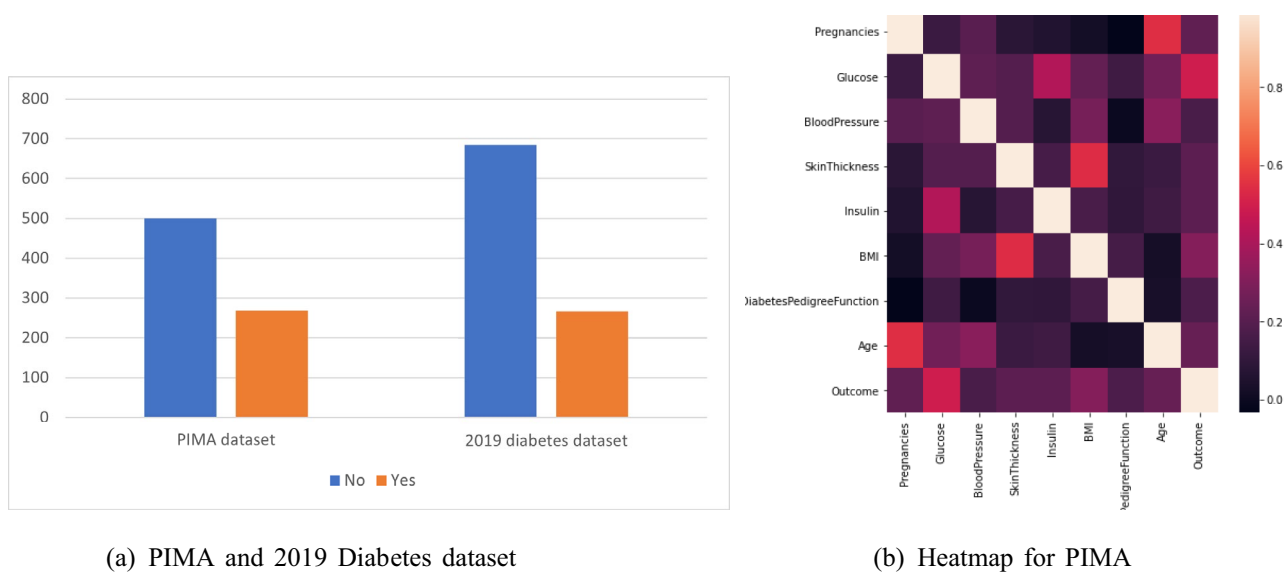 800
700
600
500
400
300
200
100
0
PIMA dataset
2019 diabetes dataset
No
Yes
(a) PIMA and 2019 Diabetes dataset
Pregnancies
Glucose
BloodPressure
SkinThickness
Insulin
BMI
DiabetesPedigreeFunction
Age
Outcome
Pregnancies
Glucose
BloodPressure
SkinThickness
Insulin
BMI
PedigreeFunction
Age
Outcome
0.8
0.6
0.4
0.2
0.0
(b) Heatmap for PIMA